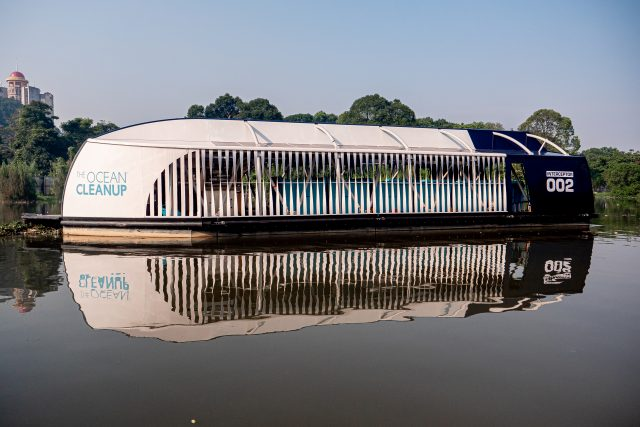 THE OCEAN
CLEANUP
INTERCEPTOR
002